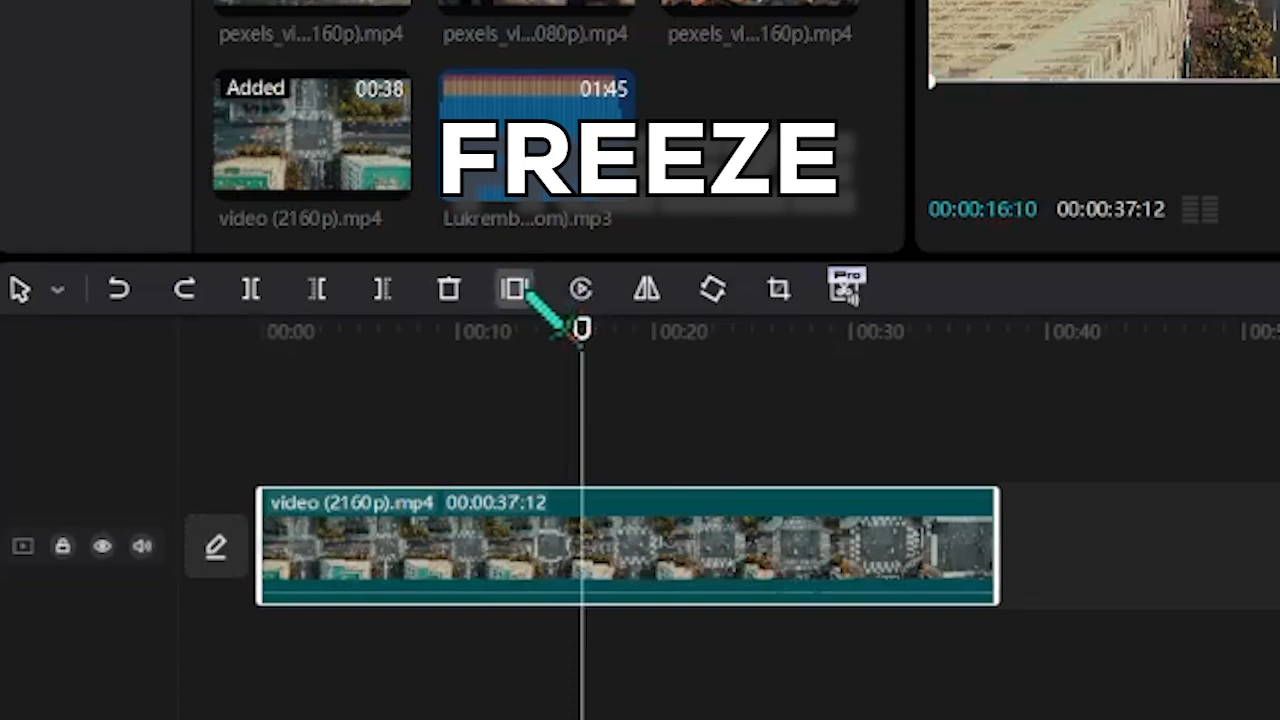 pexels_vi...160p).mp4
pexels_vi...080p).mp4
pexels_vi...160p).mp4
Added
00:38
01:45
FREEZE
video (2160p).mp4
Lukremb...om).mp3
00:00:16:10
00:00:37:12
Pro
00:00
00:10
00:20
00:30
00:40
video (2160p).mp4 00:00:37:12